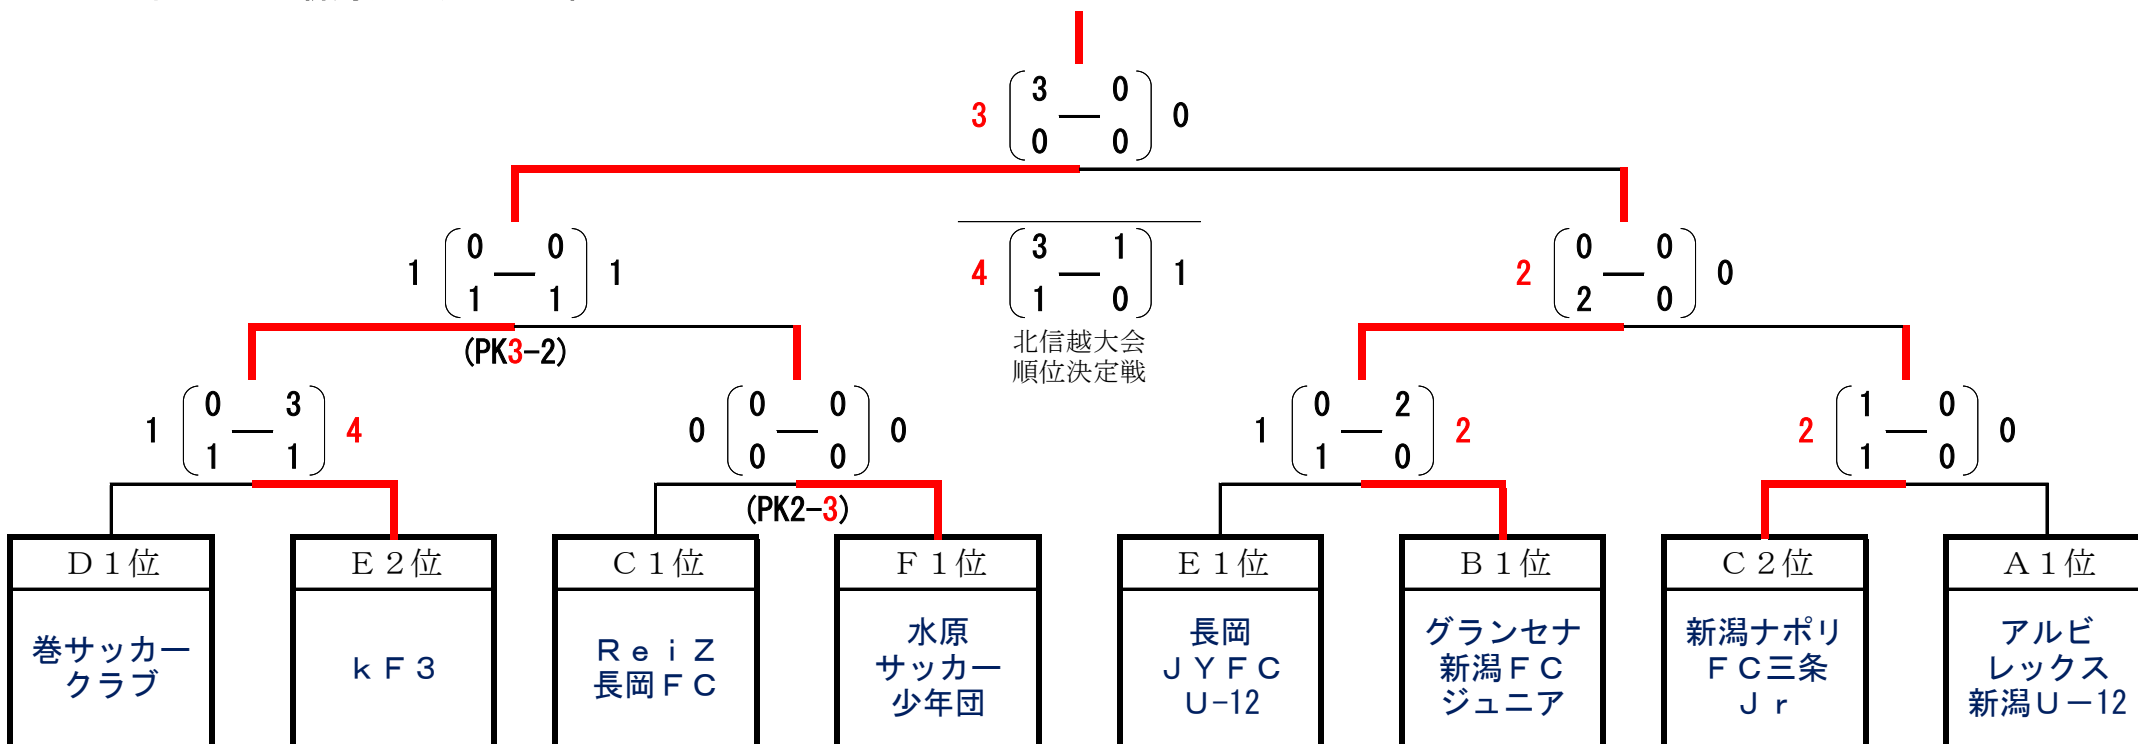 3 0
3 0
0 0
0 0 3 1 0 0
1 1 4 1 2 0
1 1 1 0 2 0
(PK3-2) 北信越大会
順位決定戦
0 3 0 0 0 2 1 0
1 4 0 0 1 2 2 0
1 1 0 0 1 0 1 0
(PK2-3)
D1位 E2位 C1位 F1位 E1位 B1位 C2位 A1位
巻サッカー
クラブ
kF3
ReiZ
長岡FC
水原
サッカー
少年団
長岡
JYFC
U-12
グランセナ
新潟FC
ジュニア
新潟ナポリ
FC三条
Jr
アルビ
レックス
新潟U-12